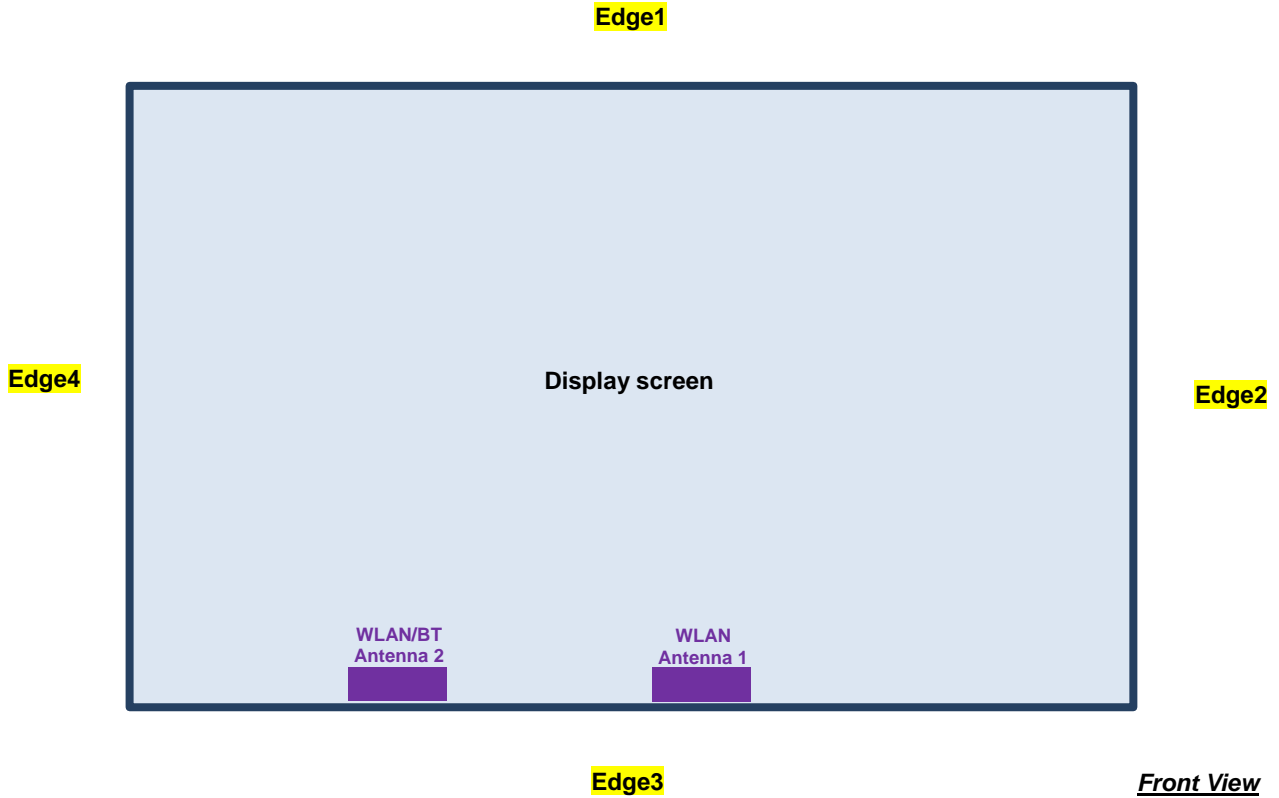 Edge1
Edge4
Display screen
Edge2
WLAN/BT
Antenna 2
WLAN
Antenna 1
Edge3
Front View